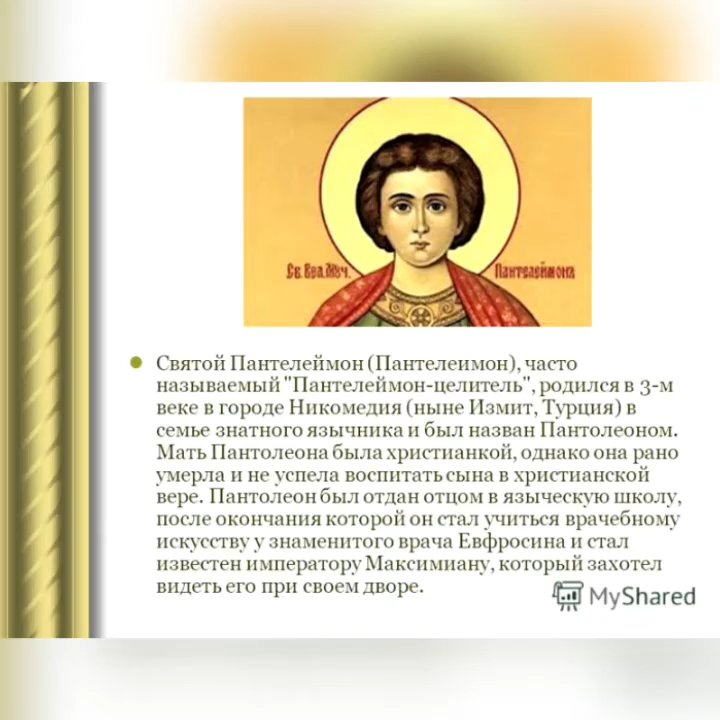 Св. Вел. Муч. Пантелеймонъ
Святой Пантелеймон (Пантелеимон), часто
называемый "Пантелеймон-целитель", родился в 3-м
веке в городе Никомедия (ныне Измит, Турция) в
семье знатного язычника и был назван Пантолеоном.
Мать Пантолеона была христианкой, однако она рано
умерла и не успела воспитать сына в христианской
вере. Пантолеон был отдан отцом в языческую школу,
после окончания которой он стал учиться врачебному
искусству у знаменитого врача Евфросина и стал
известен императору Максимиану, который захотел
видеть его при своем дворе.
MyShared